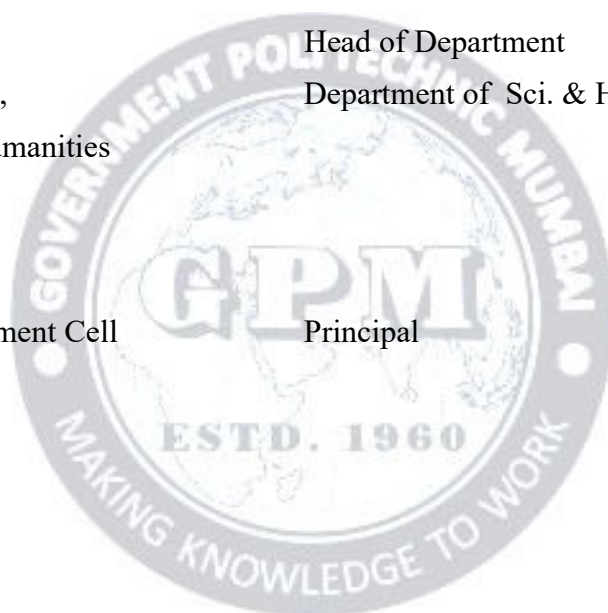 Head of Department
, Department of Sci. & H
umanities
ment Cell Principal
GOVERNMENT POLYTECHNIC MUMBAI
GPM
ESTD. 1960
MAKING KNOWLEDGE TO WORK